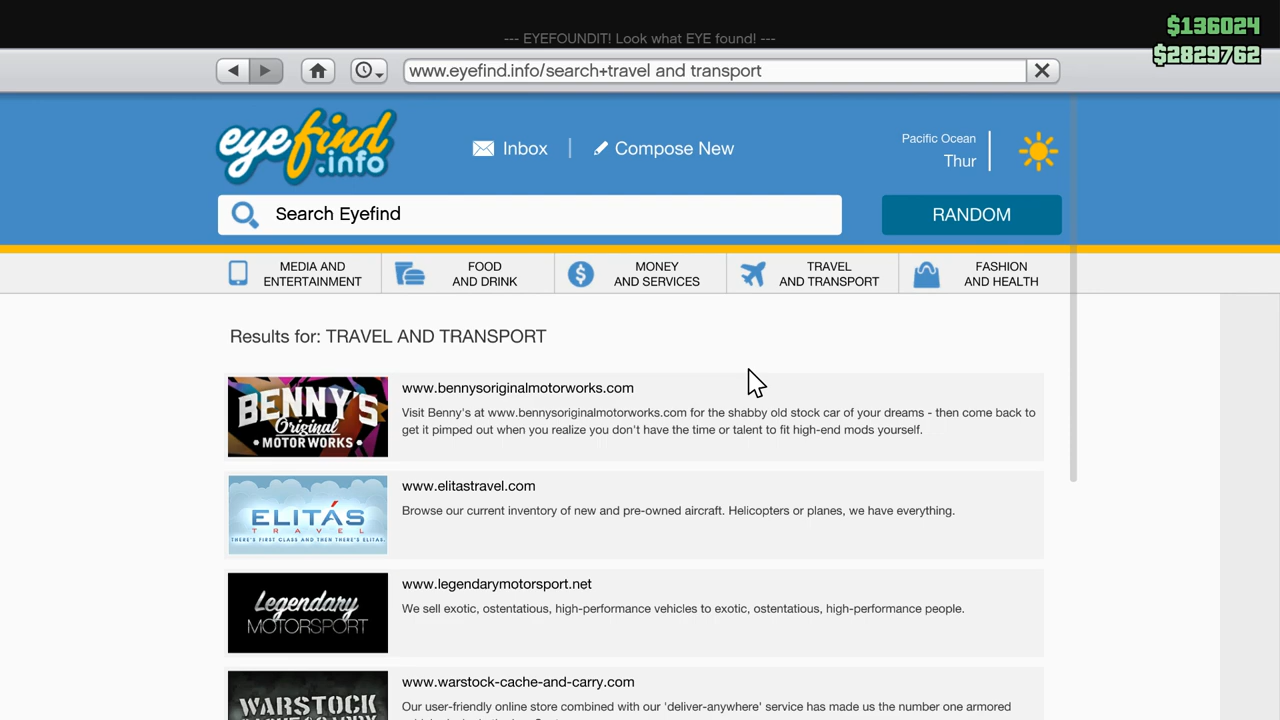 $136024
--- EYEFOUNDIT! Look what EYE found! ---
$2829762
www.eyefind.info/search+travel and transport
eyefind.info
Inbox
Compose New
Pacific Ocean
Thur
Search Eyefind
RANDOM
MEDIA AND
ENTERTAINMENT
FOOD
AND DRINK
MONEY
AND SERVICES
TRAVEL
AND TRANSPORT
FASHION
AND HEALTH
Results for: TRAVEL AND TRANSPORT
BENNY'S
Original
• MOTOR WORKS •
www.bennysoriginalmotorworks.com
Visit Benny's at www.bennysoriginalmotorworks.com for the shabby old stock car of your dreams - then come back to
get it pimped out when you realize you don't have the time or talent to fit high-end mods yourself.
ELITÁS
TRAVEL
THERE'S FIRST CLASS AND THEN THERE'S ELITAS.
www.elitastravel.com
Browse our current inventory of new and pre-owned aircraft. Helicopters or planes, we have everything.
Legendary
MOTORSPORT
www.legendarymotorsport.net
We sell exotic, ostentatious, high-performance vehicles to exotic, ostentatious, high-performance people.
WARSTOCK
www.warstock-cache-and-carry.com
Our user-friendly online store combined with our 'deliver-anywhere' service has made us the number one armored